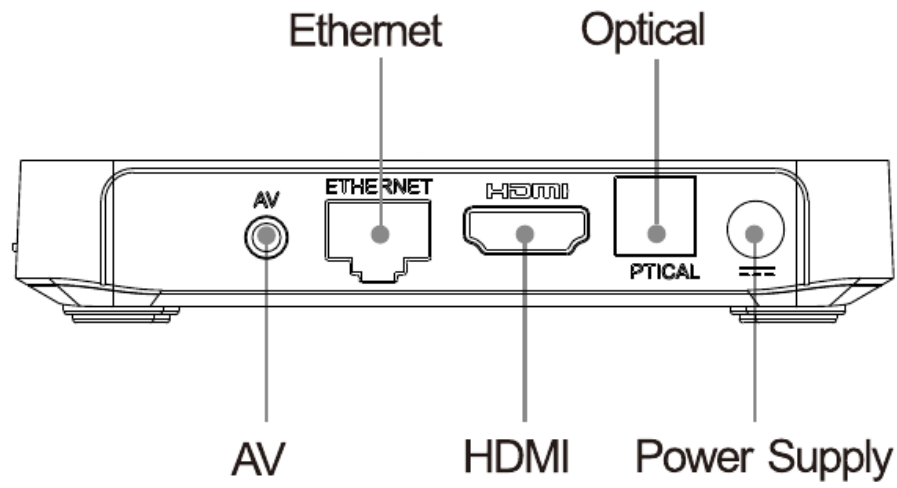 Ethernet Optical
AV ETHERNET HDMI
PTICAL
AV HDMI Power Supply